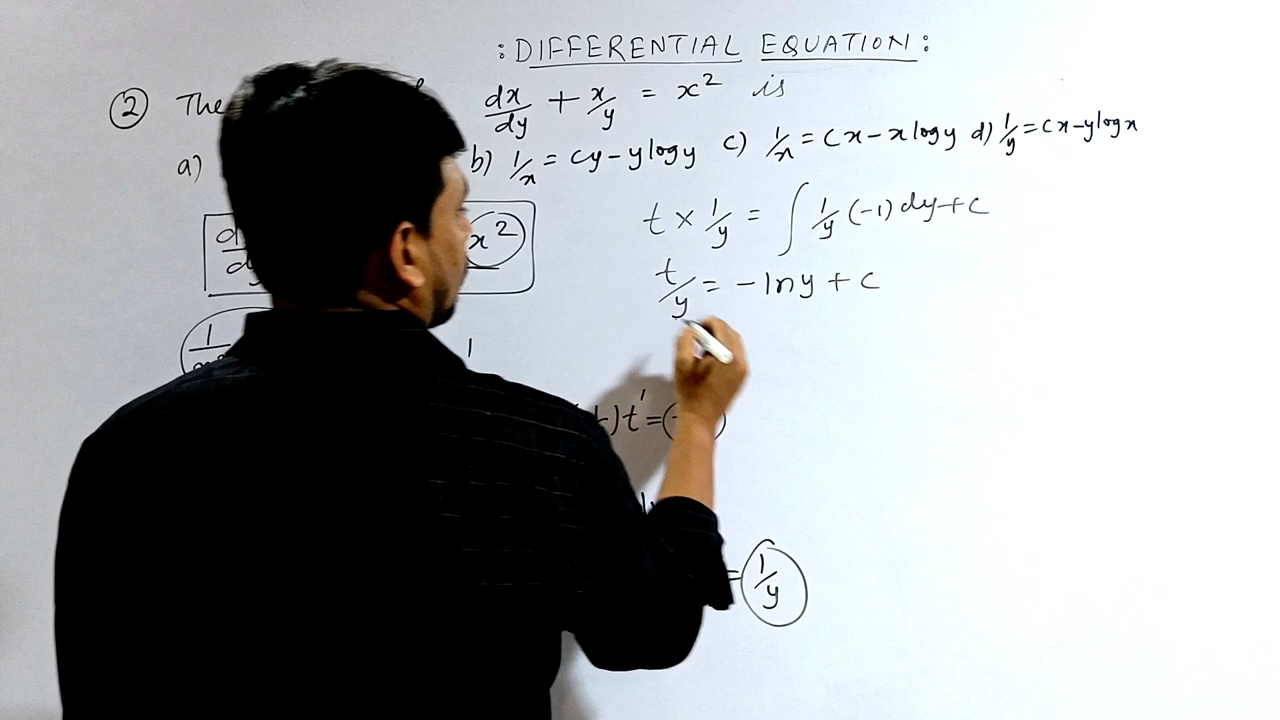 : DIFFERENTIAL EQUATION :
② The dx/dy + x/y = x² is
a) b) 1/x = cy - y log y c) 1/x = cx - x log y d) 1/y = cx - y log x
t × 1/y = ∫ 1/y (-1) dy + c
x²
t/y = - ln y + c
1
) t' = (
= 1/y